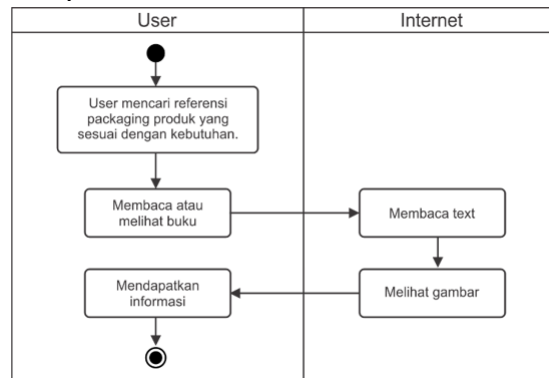 User
Internet
User mencari referensi
packaging produk yang
sesuai dengan kebutuhan.
Membaca atau
melihat buku
Membaca text
Mendapatkan
informasi
Melihat gambar